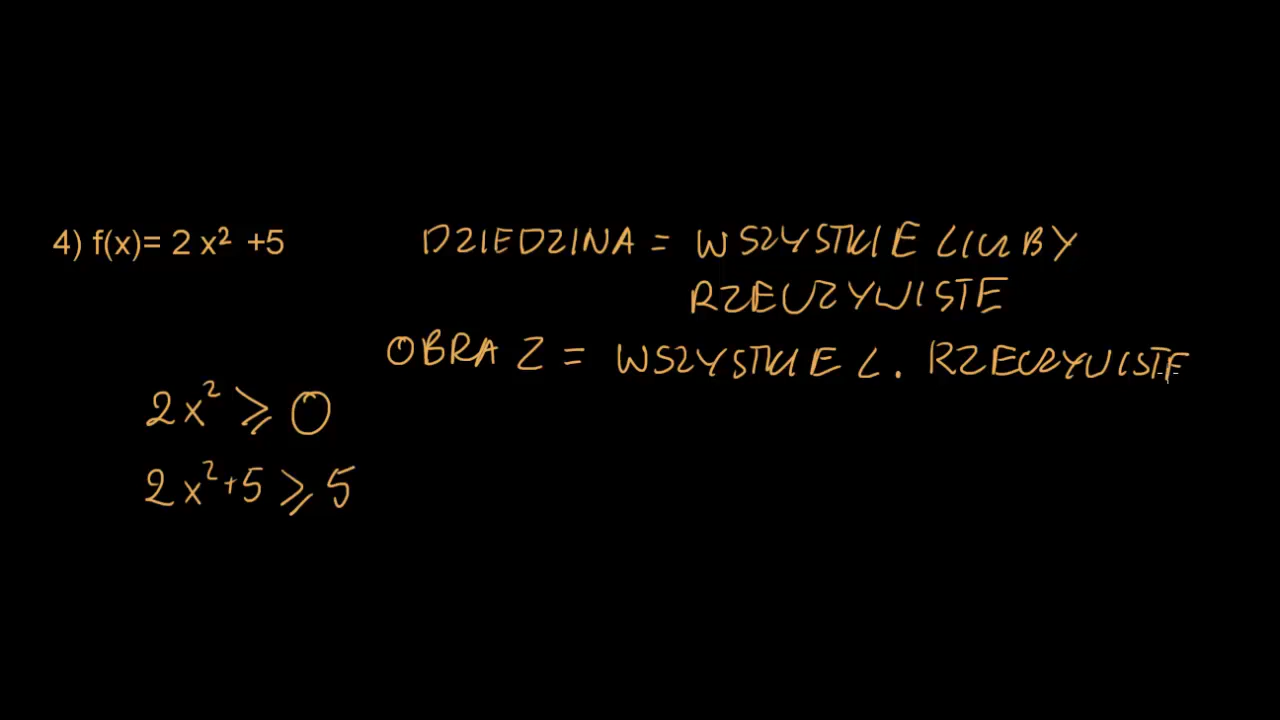 4) f(x)= 2 x² +5
DZIEDZINA = WSZYSTKIE LICZBY
RZECZYWISTE
OBRAZ = WSZYSTKIE L. RZECZYWISTE
2x² ⩾ 0
2x²+5 ⩾ 5